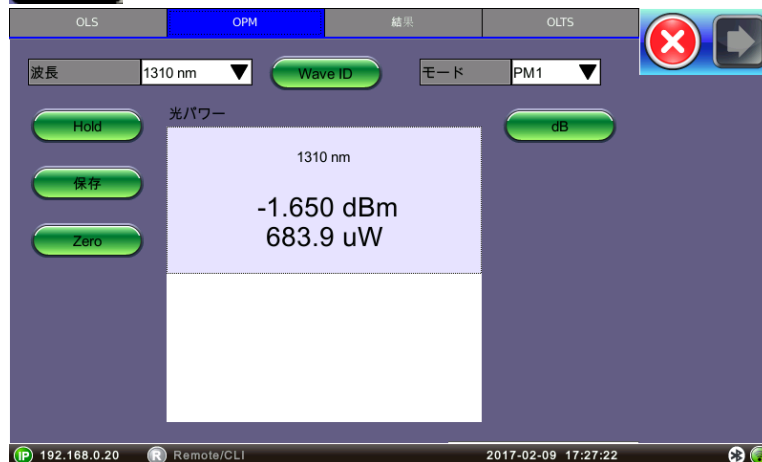 OLS OPM 結果 OLTS
波長 1310 nm Wave ID モード PM1
Hold 光パワー dB
1310 nm
保存
-1.650 dBm
683.9 uW
Zero
IP 192.168.0.20 R Remote/CLI 2017-02-09 17:27:22